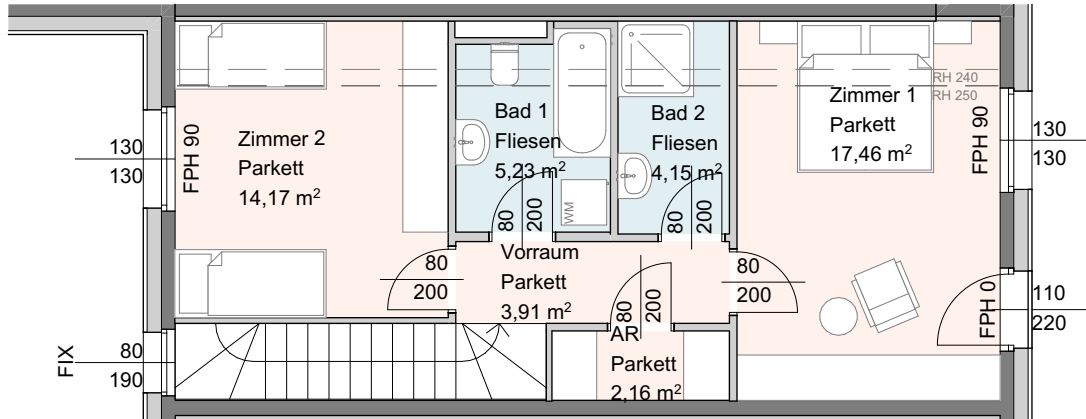 130
130
FPH 90
Zimmer 2
Parkett
14,17 m²
Bad 1
Fliesen
5,23 m²
WM
80
200
Bad 2
Fliesen
4,15 m²
80
200
RH 240
RH 250
Zimmer 1
Parkett
17,46 m²
FPH 90
130
130
80
200
Vorraum
Parkett
3,91 m²
80
200
80
200
FPH 0
110
220
FIX
80
190
AR
Parkett
2,16 m²